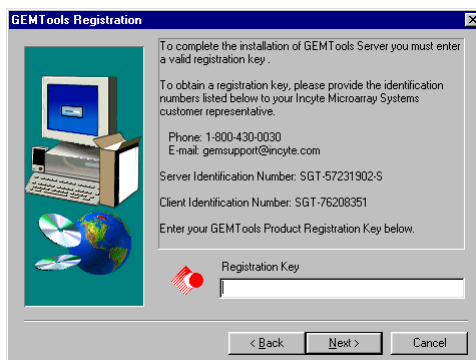 GEMTools Registration
To complete the installation of GEMTools Server you must enter
a valid registration key .
To obtain a registration key, please provide the identification
numbers listed below to your Incyte Microarray Systems
customer representative.
Phone: 1-800-430-0030
E-mail: gemsupport@incyte.com
Server Identification Number: SGT-57231902-S
Client Identification Number: SGT-76208351
Enter your GEMTools Product Registration Key below.
Registration Key
< Back
Next >
Cancel